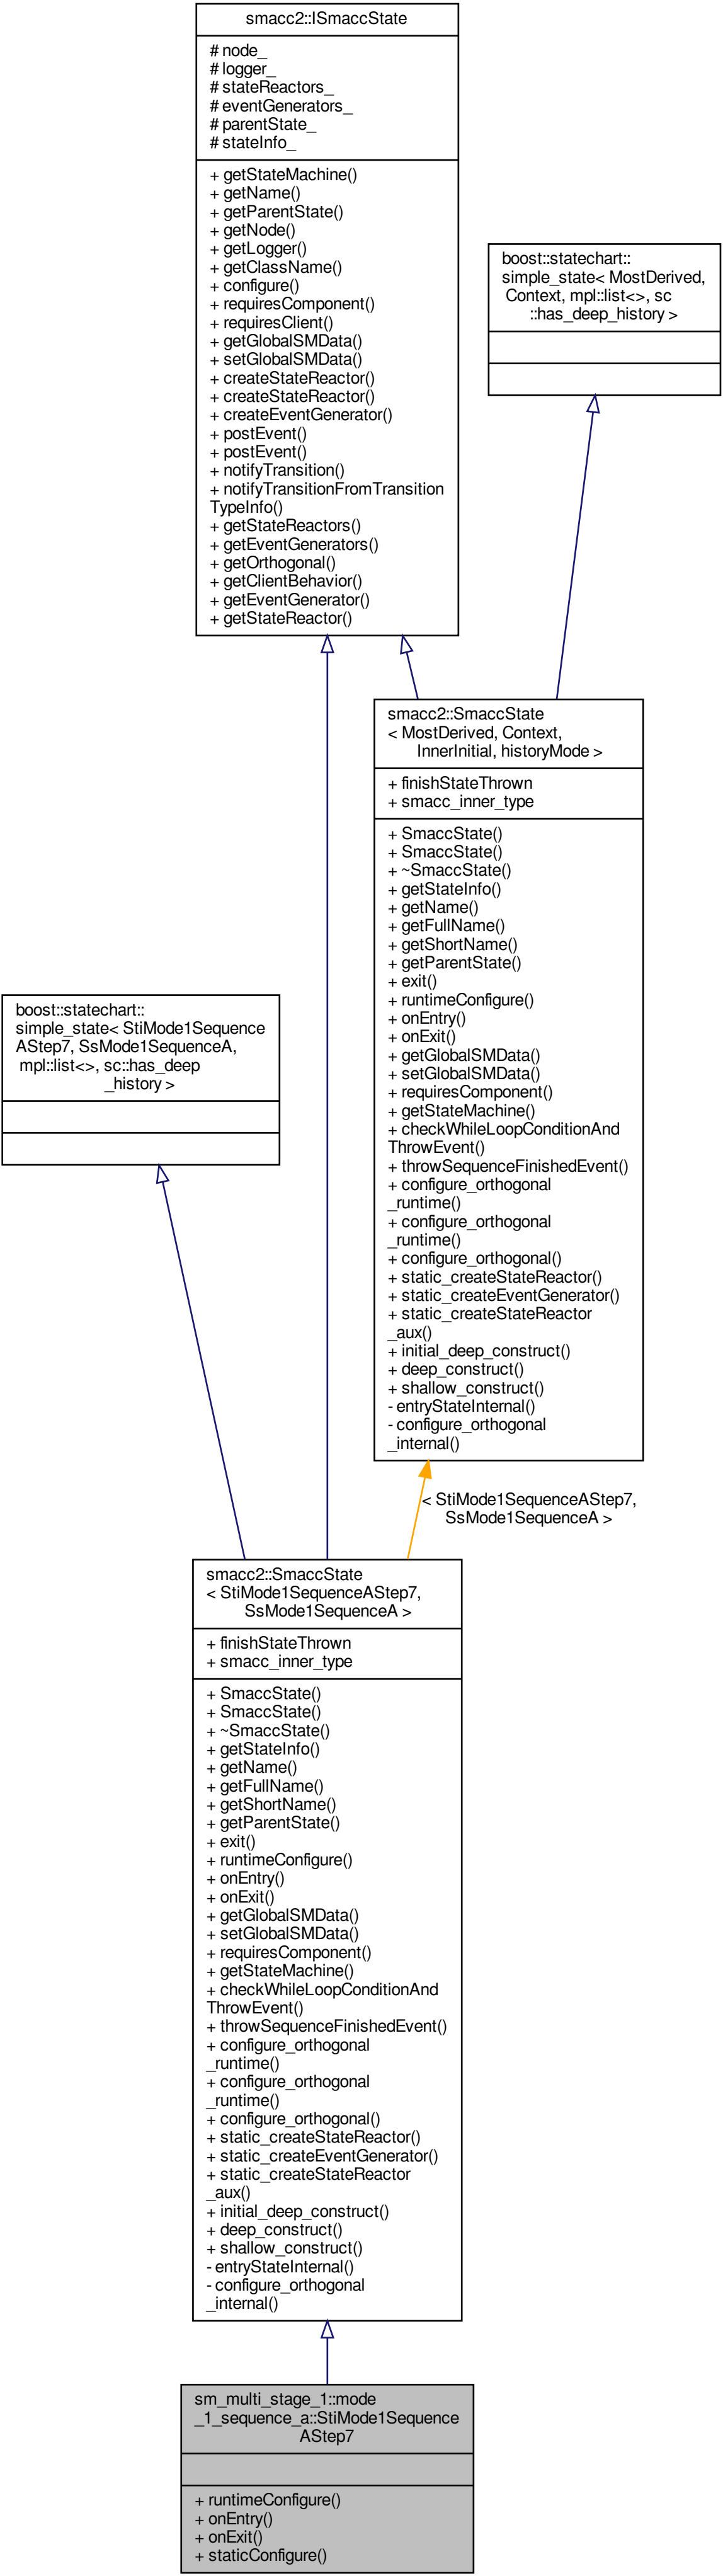 smacc2::ISmaccState
# node_
# logger_
# stateReactors_
# eventGenerators_
# parentState_
# stateInfo_
+ getStateMachine()
+ getName()
+ getParentState()
+ getNode()
+ getLogger()
+ getClassName()
+ configure()
+ requiresComponent()
+ requiresClient()
+ getGlobalSMData()
+ setGlobalSMData()
+ createStateReactor()
+ createStateReactor()
+ createEventGenerator()
+ postEvent()
+ postEvent()
+ notifyTransition()
+ notifyTransitionFromTransition
TypeInfo()
+ getStateReactors()
+ getEventGenerators()
+ getOrthogonal()
+ getClientBehavior()
+ getEventGenerator()
+ getStateReactor()
boost::statechart::
simple_state< MostDerived,
Context, mpl::list<>, sc
::has_deep_history >
smacc2::SmaccState
< MostDerived, Context,
InnerInitial, historyMode >
+ finishStateThrown
+ smacc_inner_type
+ SmaccState()
+ SmaccState()
+ ~SmaccState()
+ getStateInfo()
+ getName()
+ getFullName()
+ getShortName()
+ getParentState()
+ exit()
+ runtimeConfigure()
+ onEntry()
+ onExit()
+ getGlobalSMData()
+ setGlobalSMData()
+ requiresComponent()
+ getStateMachine()
+ checkWhileLoopConditionAnd
ThrowEvent()
+ throwSequenceFinishedEvent()
+ configure_orthogonal
_runtime()
+ configure_orthogonal
_runtime()
+ configure_orthogonal()
+ static_createStateReactor()
+ static_createEventGenerator()
+ static_createStateReactor
_aux()
+ initial_deep_construct()
+ deep_construct()
+ shallow_construct()
- entryStateInternal()
- configure_orthogonal
_internal()
boost::statechart::
simple_state< StiMode1Sequence
AStep7, SsMode1SequenceA,
mpl::list<>, sc::has_deep
_history >
< StiMode1SequenceAStep7,
SsMode1SequenceA >
smacc2::SmaccState
< StiMode1SequenceAStep7,
SsMode1SequenceA >
+ finishStateThrown
+ smacc_inner_type
+ SmaccState()
+ SmaccState()
+ ~SmaccState()
+ getStateInfo()
+ getName()
+ getFullName()
+ getShortName()
+ getParentState()
+ exit()
+ runtimeConfigure()
+ onEntry()
+ onExit()
+ getGlobalSMData()
+ setGlobalSMData()
+ requiresComponent()
+ getStateMachine()
+ checkWhileLoopConditionAnd
ThrowEvent()
+ throwSequenceFinishedEvent()
+ configure_orthogonal
_runtime()
+ configure_orthogonal
_runtime()
+ configure_orthogonal()
+ static_createStateReactor()
+ static_createEventGenerator()
+ static_createStateReactor
_aux()
+ initial_deep_construct()
+ deep_construct()
+ shallow_construct()
- entryStateInternal()
- configure_orthogonal
_internal()
sm_multi_stage_1::mode
_1_sequence_a::StiMode1Sequence
AStep7
+ runtimeConfigure()
+ onEntry()
+ onExit()
+ staticConfigure()